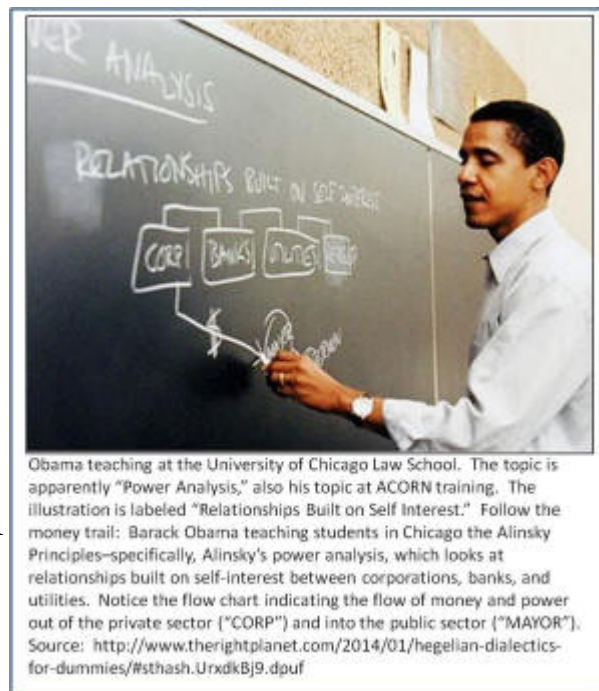 WER ANALYSIS
RELATIONSHIPS BUILT ON SELF INTEREST
CORP BANKS UTILITIES
$ MAYOR
Obama teaching at the University of Chicago Law School. The topic is
apparently “Power Analysis,” also his topic at ACORN training. The
illustration is labeled “Relationships Built on Self Interest.” Follow the
money trail: Barack Obama teaching students in Chicago the Alinsky
Principles–specifically, Alinsky's power analysis, which looks at
relationships built on self-interest between corporations, banks, and
utilities. Notice the flow chart indicating the flow of money and power
out of the private sector (“CORP”) and into the public sector (“MAYOR”).
Source: http://www.therightplanet.com/2014/01/hegelian-dialectics-
for-dummies/#sthash.UrxdkBj9.dpuf